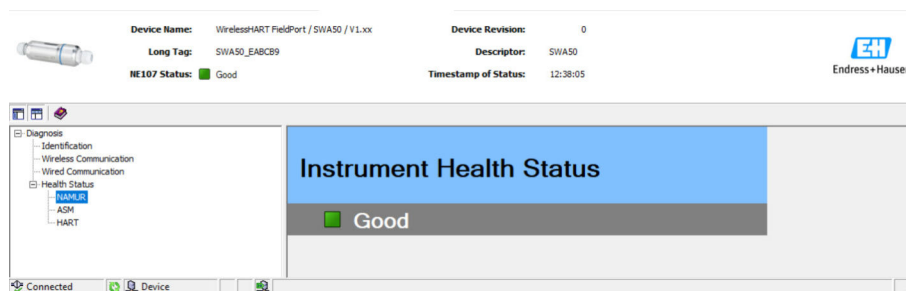 Device Name: WirelessHART FieldPort / SWA50 / V1.xx Device Revision: 0
Long Tag: SWA50_EABCB9 Descriptor: SWA50
NE107 Status: Good Timestamp of Status: 12:38:05
EH
Endress+Hauser
Diagnosis
Identification
Wireless Communication
Wired Communication
Health Status
NAMUR
ASM
HART
Instrument Health Status
Good
Connected Device